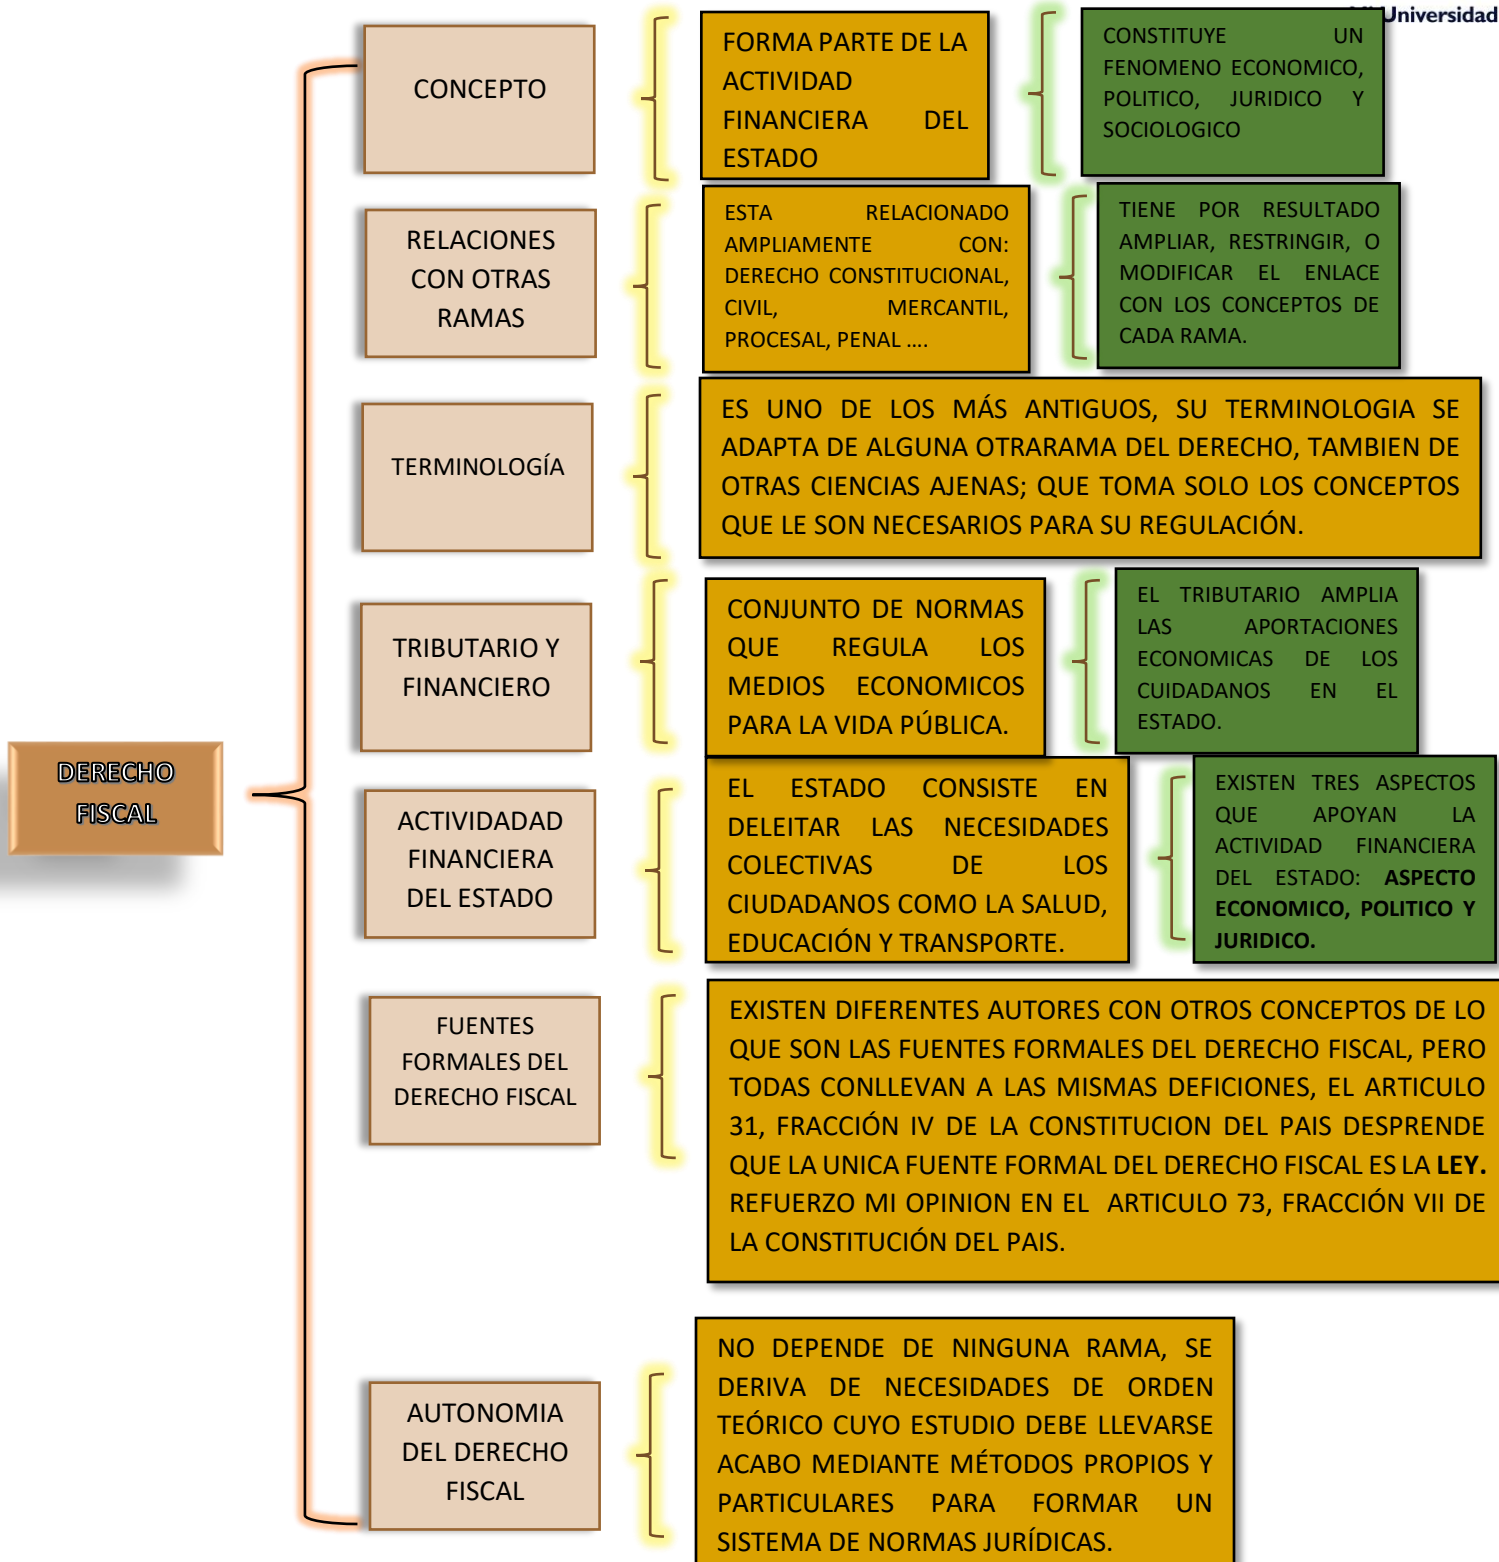 Universidad
CONCEPTO
FORMA PARTE DE LA
ACTIVIDAD
FINANCIERA DEL
ESTADO
CONSTITUYE UN
FENOMENO ECONOMICO,
POLITICO, JURIDICO Y
SOCIOLOGICO
RELACIONES
CON OTRAS
RAMAS
ESTA RELACIONADO
AMPLIAMENTE CON:
DERECHO CONSTITUCIONAL,
CIVIL, MERCANTIL,
PROCESAL, PENAL ....
TIENE POR RESULTADO
AMPLIAR, RESTRINGIR, O
MODIFICAR EL ENLACE
CON LOS CONCEPTOS DE
CADA RAMA.
TERMINOLOGÍA
ES UNO DE LOS MÁS ANTIGUOS, SU TERMINOLOGIA SE
ADAPTA DE ALGUNA OTRARAMA DEL DERECHO, TAMBIEN DE
OTRAS CIENCIAS AJENAS; QUE TOMA SOLO LOS CONCEPTOS
QUE LE SON NECESARIOS PARA SU REGULACIÓN.
TRIBUTARIO Y
FINANCIERO
CONJUNTO DE NORMAS
QUE REGULA LOS
MEDIOS ECONOMICOS
PARA LA VIDA PÚBLICA.
EL TRIBUTARIO AMPLIA
LAS APORTACIONES
ECONOMICAS DE LOS
CUIDADANOS EN EL
ESTADO.
DERECHO
FISCAL
ACTIVIDADAD
FINANCIERA
DEL ESTADO
EL ESTADO CONSISTE EN
DELEITAR LAS NECESIDADES
COLECTIVAS DE LOS
CIUDADANOS COMO LA SALUD,
EDUCACIÓN Y TRANSPORTE.
EXISTEN TRES ASPECTOS
QUE APOYAN LA
ACTIVIDAD FINANCIERA
DEL ESTADO: ASPECTO
ECONOMICO, POLITICO Y
JURIDICO.
FUENTES
FORMALES DEL
DERECHO FISCAL
EXISTEN DIFERENTES AUTORES CON OTROS CONCEPTOS DE LO
QUE SON LAS FUENTES FORMALES DEL DERECHO FISCAL, PERO
TODAS CONLLEVAN A LAS MISMAS DEFICIONES, EL ARTICULO
31, FRACCIÓN IV DE LA CONSTITUCION DEL PAIS DESPRENDE
QUE LA UNICA FUENTE FORMAL DEL DERECHO FISCAL ES LA LEY.
REFUERZO MI OPINION EN EL ARTICULO 73, FRACCIÓN VII DE
LA CONSTITUCIÓN DEL PAIS.
AUTONOMIA
DEL DERECHO
FISCAL
NO DEPENDE DE NINGUNA RAMA, SE
DERIVA DE NECESIDADES DE ORDEN
TEÓRICO CUYO ESTUDIO DEBE LLEVARSE
ACABO MEDIANTE MÉTODOS PROPIOS Y
PARTICULARES PARA FORMAR UN
SISTEMA DE NORMAS JURÍDICAS.